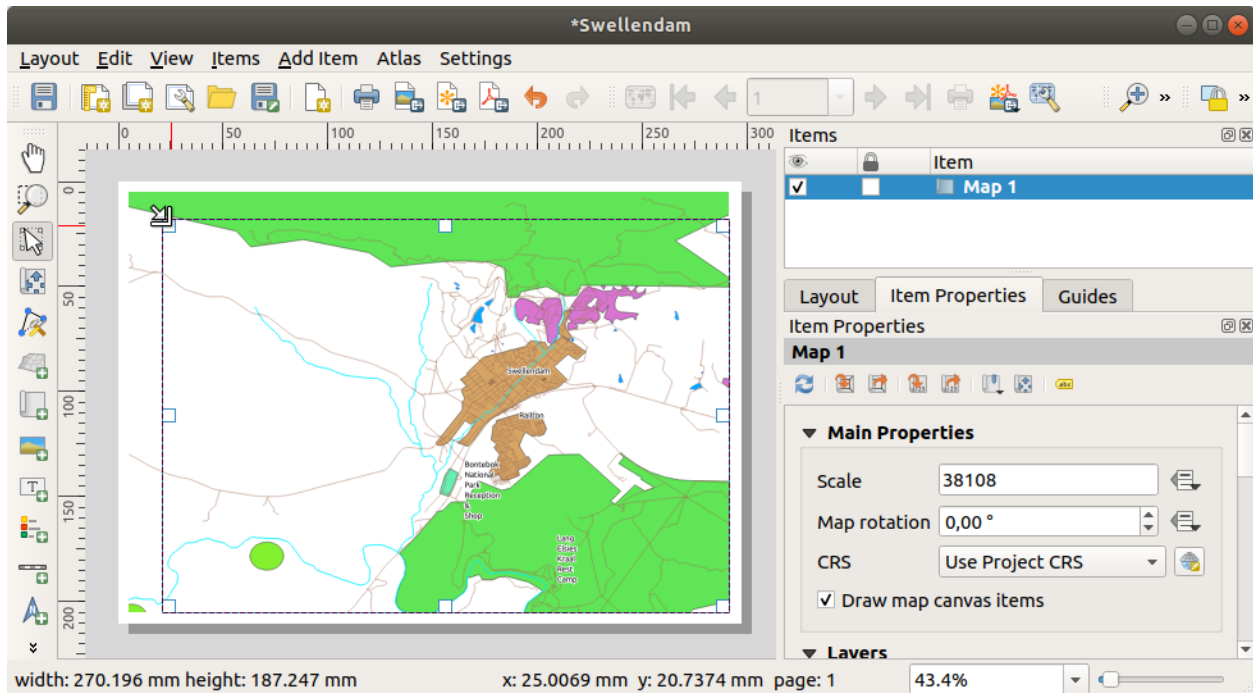 *Swellendam
Layout Edit View Items Add Item Atlas Settings
1
0 50 100 150 200 250 300
0
50
100
150
200
Swellendam
Railton
Bontebok
National
Park
Reception
&
Shop
Lang
Elsies
Kraal
Rest
Camp
Items
Item
Map 1
Layout Item Properties Guides
Item Properties
Map 1
abc
Main Properties
Scale 38108
Map rotation 0,00 °
CRS Use Project CRS
Draw map canvas items
Layers
width: 270.196 mm height: 187.247 mm x: 25.0069 mm y: 20.7374 mm page: 1 43.4%